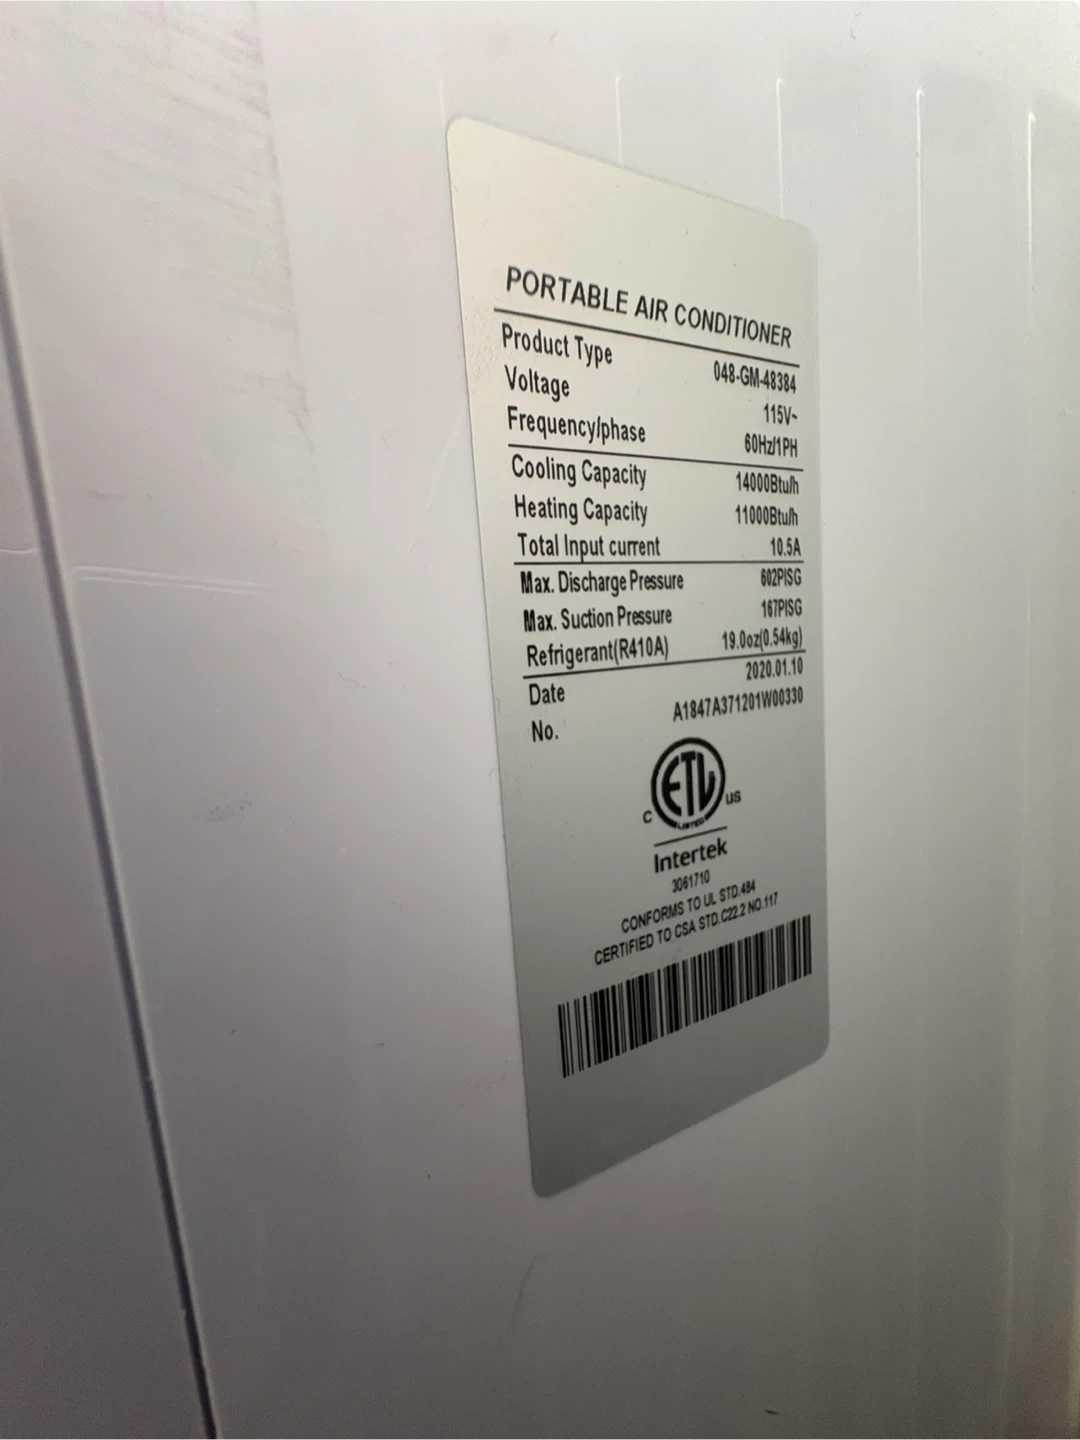 PORTABLE AIR CONDITIONER
Product Type 048-GM-48384
Voltage 115V~
Frequency/phase 60Hz/1PH
Cooling Capacity 14000Btu/h
Heating Capacity 11000Btu/h
Total Input current 10.5A
Max. Discharge Pressure 602PISG
Max. Suction Pressure 167PISG
Refrigerant(R410A) 19.0oz(0.54kg)
Date 2020.01.10
No. A1847A371201W00330
ETL
C LISTED US
Intertek
3061710
CONFORMS TO UL STD.484
CERTIFIED TO CSA STD.C22.2 NO.117